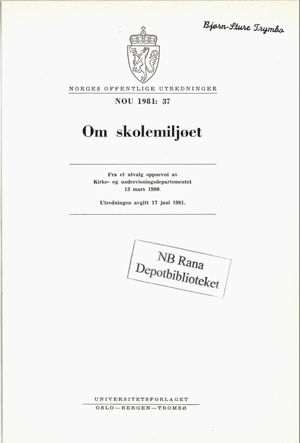 Bjørn-Sture Trymbo
NORGES OFFENTLIGE UTREDNINGER
NOU 1981: 37
Om skolemiljøet
Fra et utvalg oppnevnt av
Kirke- og undervisningsdepartementet
13 mars 1980.
Utredningen avgitt 17 juni 1981.
NB Rana
Depotbiblioteket
UNIVERSITETSFORLAGET
OSLO—BERGEN—TROMSØ